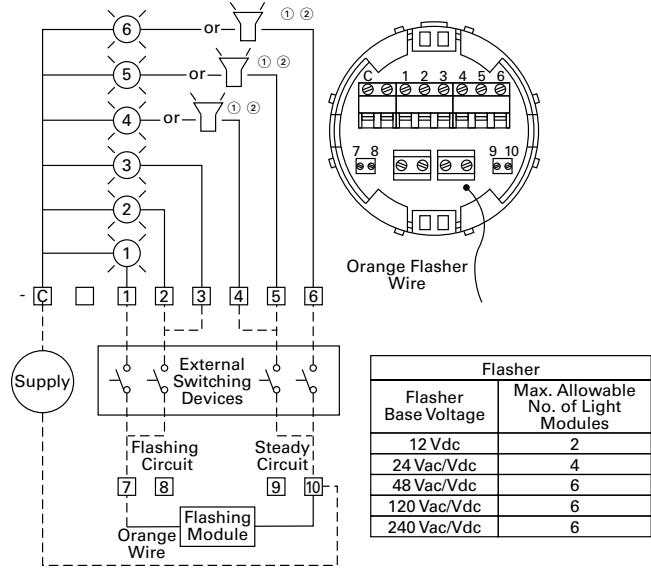 6
or
① ②
5
or
① ②
4
or
① ②
3
2
1
- C 1 2 3 4 5 6
Supply
External
Switching
Devices
Flashing
Circuit
Steady
Circuit
7 8 9 10
Orange
Wire
Flashing
Module
C 1 2 3 4 5 6
7 8 9 10
Orange Flasher
Wire
Flasher
Flasher
Base Voltage
Max. Allowable
No. of Light
Modules
12 Vdc 2
24 Vac/Vdc 4
48 Vac/Vdc 6
120 Vac/Vdc 6
240 Vac/Vdc 6